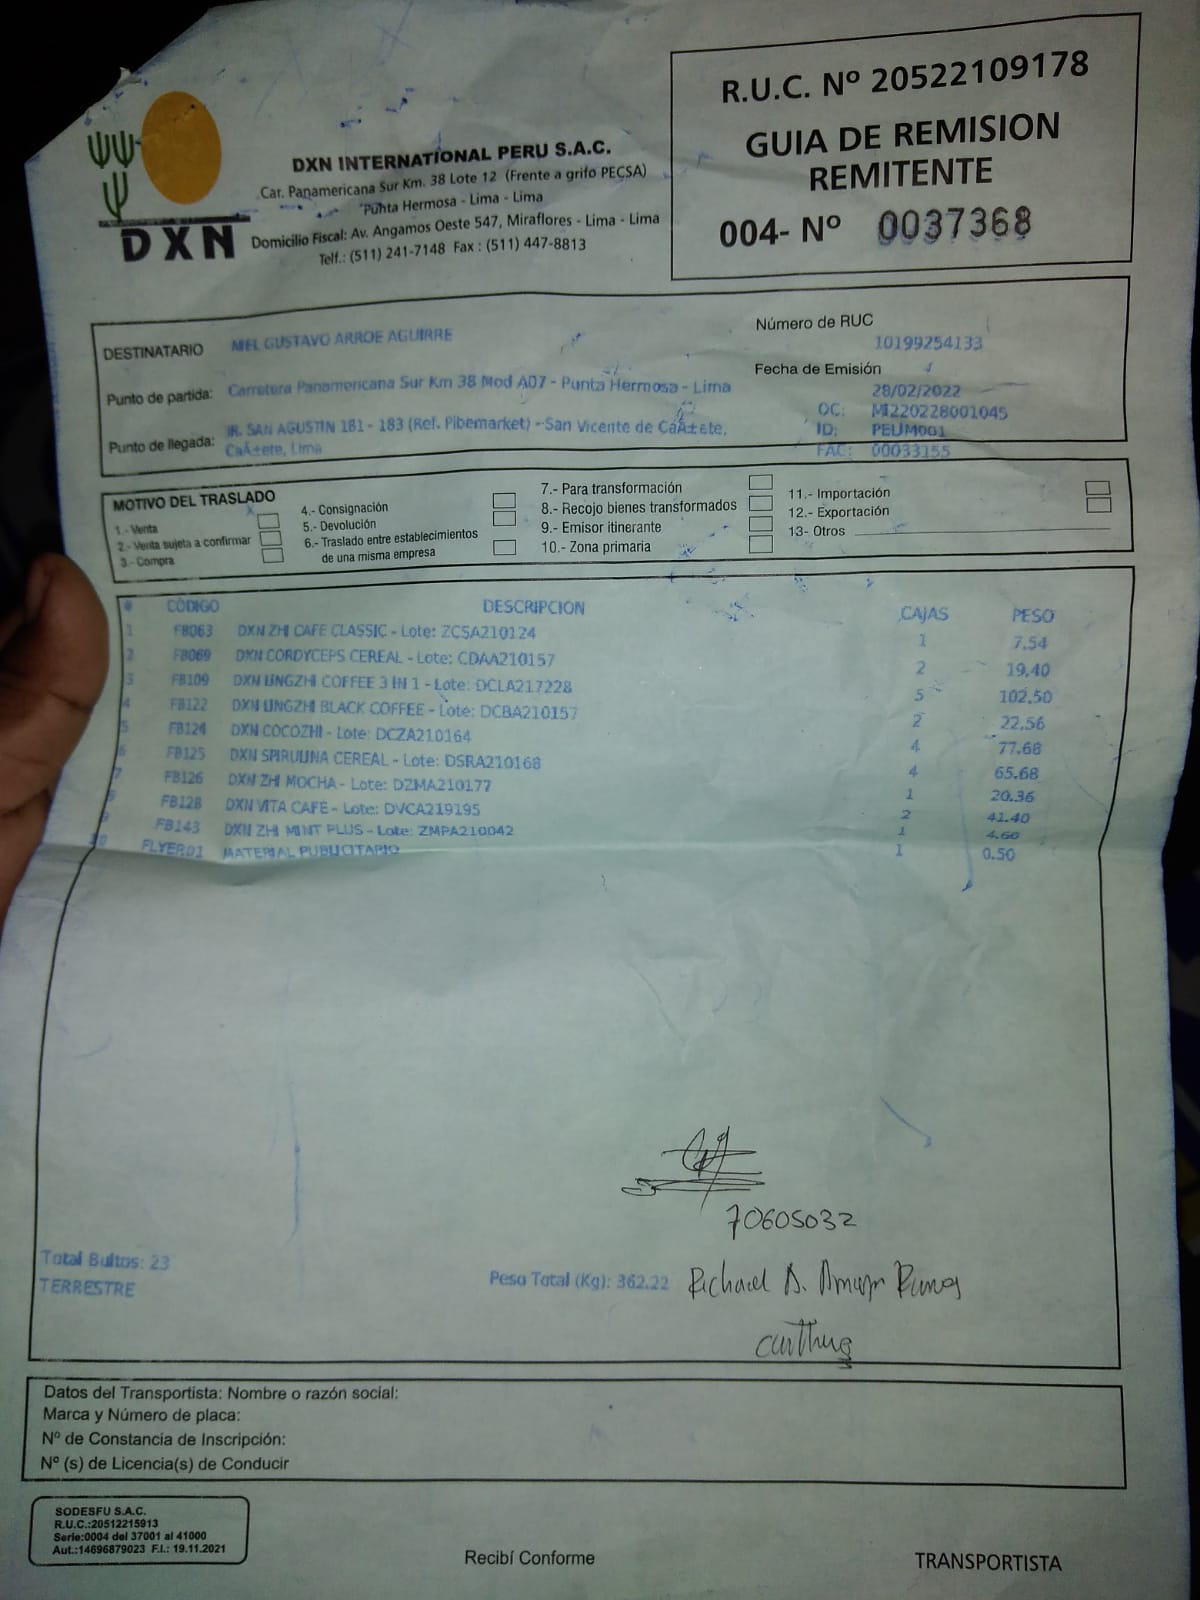 R.U.C. Nº 20522109178
GUIA DE REMISION
REMITENTE
004- Nº 0037368
DXN
DXN INTERNATIONAL PERU S.A.C.
Car. Panamericana Sur Km. 38 Lote 12 (Frente a grifo PECSA)
Punta Hermosa - Lima - Lima
Domicilio Fiscal: Av. Angamos Oeste 547, Miraflores - Lima - Lima
Telf.: (511) 241-7148 Fax : (511) 447-8813
DESTINATARIO MEL GUSTAVO ARROE AGUIRRE
Número de RUC
10199254133
Punto de partida: Carretera Panamericana Sur Km 38 Mod A07 - Punta Hermosa - Lima
Fecha de Emisión
28/02/2022
Punto de llegada: JR. SAN AGUSTIN 181 - 183 (Ref. Pibemarket) - San Vicente de CaÃ±ete,
CaÃ±ete, Lima
OC: MI220228001045
ID: PEUM001
FAC: 00033155
MOTIVO DEL TRASLADO
1.- Venta
2.- Venta sujeta a confirmar
3.- Compra
4.- Consignación
5.- Devolución
6.- Traslado entre establecimientos
de una misma empresa
7.- Para transformación
8.- Recojo bienes transformados
9.- Emisor itinerante
10.- Zona primaria
11.- Importación
12.- Exportación
13- Otros
# CÓDIGO DESCRIPCION CAJAS PESO
1 FB063 DXN ZHI CAFE CLASSIC - Lote: ZCSA210124 1 7.54
2 FB069 DXN CORDYCEPS CEREAL - Lote: CDAA210157 2 19.40
3 FB109 DXN LINGZHI COFFEE 3 IN 1 - Lote: DCLA217228 5 102.50
4 FB122 DXN LINGZHI BLACK COFFEE - Lote: DCBA210157 2 22.56
5 FB124 DXN COCOZHI - Lote: DCZA210164 4 77.68
6 FB125 DXN SPIRULINA CEREAL - Lote: DSRA210168 4 65.68
7 FB126 DXN ZHI MOCHA - Lote: DZMA210177 1 20.36
8 FB128 DXN VITA CAFE - Lote: DVCA219195 2 41.40
9 FB143 DXN ZHI MINT PLUS - Lote: ZMPA210042 1 4.60
10 FLYER01 MATERIAL PUBLICITARIO 1 0.50
70605032
Total Bultos: 23
TERRESTRE
Peso Total (Kg): 362.22
Richard D.
Datos del Transportista: Nombre o razón social:
Marca y Número de placa:
Nº de Constancia de Inscripción:
Nº (s) de Licencia(s) de Conducir
SODESFU S.A.C.
R.U.C.:20512215913
Serie:0004 del 37001 al 41000
Aut.:14696879023 F.I.: 19.11.2021
Recibí Conforme
TRANSPORTISTA